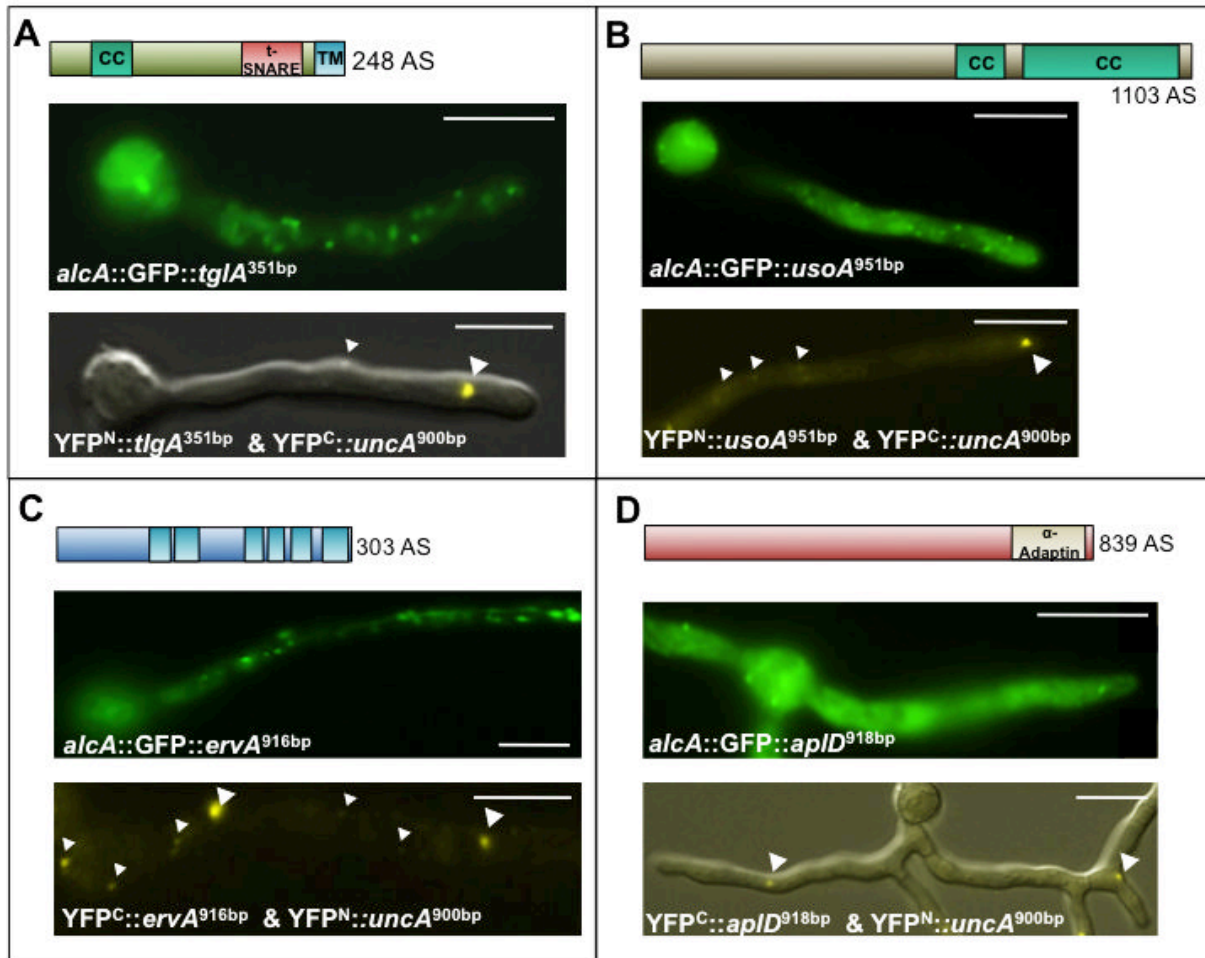 A
CC
t-
SNARE
TM
248 AS
alcA::GFP::tglA351bp
YFPN::tlgA351bp & YFPC::uncA900bp
B
CC
CC
1103 AS
alcA::GFP::usoA951bp
YFPN::usoA951bp & YFPC::uncA900bp
C
303 AS
alcA::GFP::ervA916bp
YFPC::ervA916bp & YFPN::uncA900bp
D
α-
Adaptin
839 AS
alcA::GFP::aplD918bp
YFPC::aplD918bp & YFPN::uncA900bp